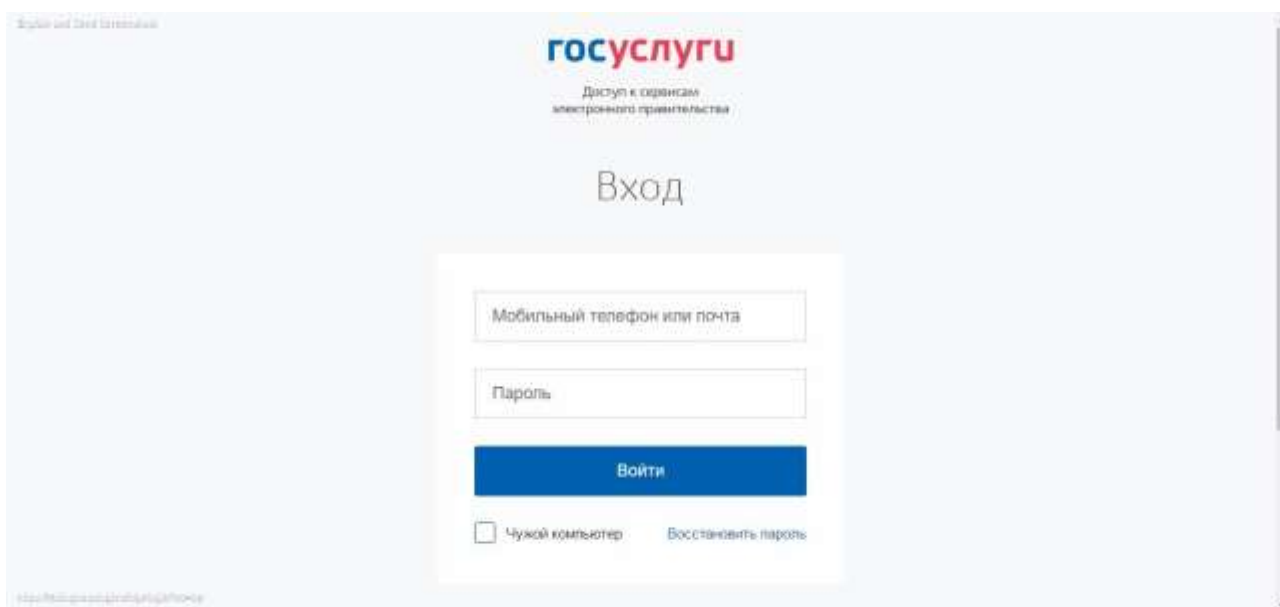 госуслуги
Доступ к сервисам
электронного правительства
Вход
Мобильный телефон или почта
Пароль
Войти
Чужой компьютер
Восстановить пароль